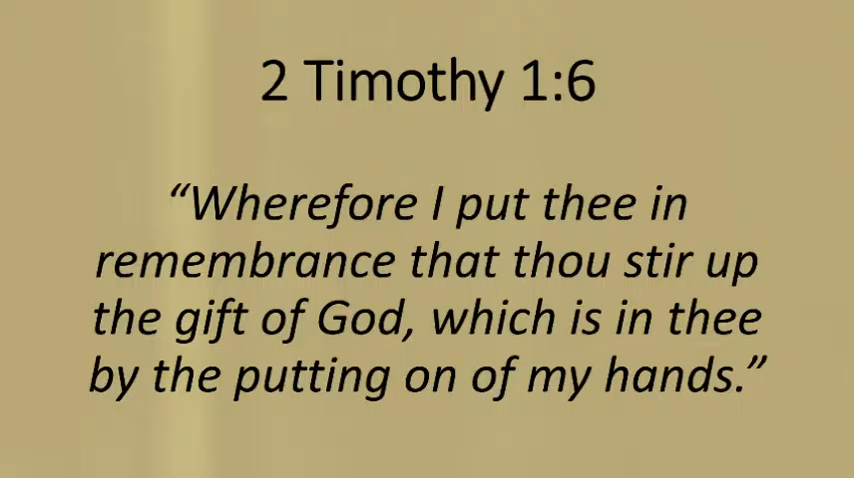 2 Timothy 1:6
“Wherefore I put thee in
remembrance that thou stir up
the gift of God, which is in thee
by the putting on of my hands.”